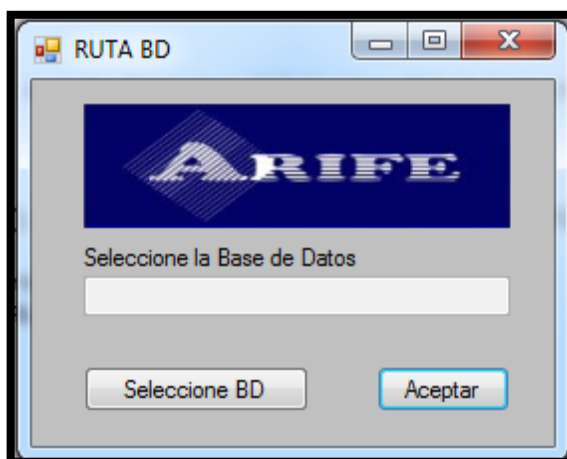 RUTA BD
ARIFE
Seleccione la Base de Datos
Seleccione BD
Aceptar